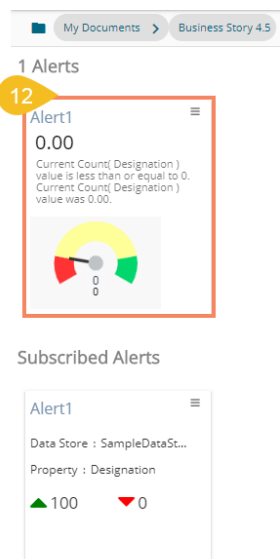 My Documents > Business Story 4.5
1 Alerts
12
Alert1
0.00
Current Count( Designation )
value is less than or equal to 0.
Current Count( Designation )
value was 0.00.
0
0
Subscribed Alerts
Alert1
Data Store : SampleDataSt...
Property : Designation
100 0